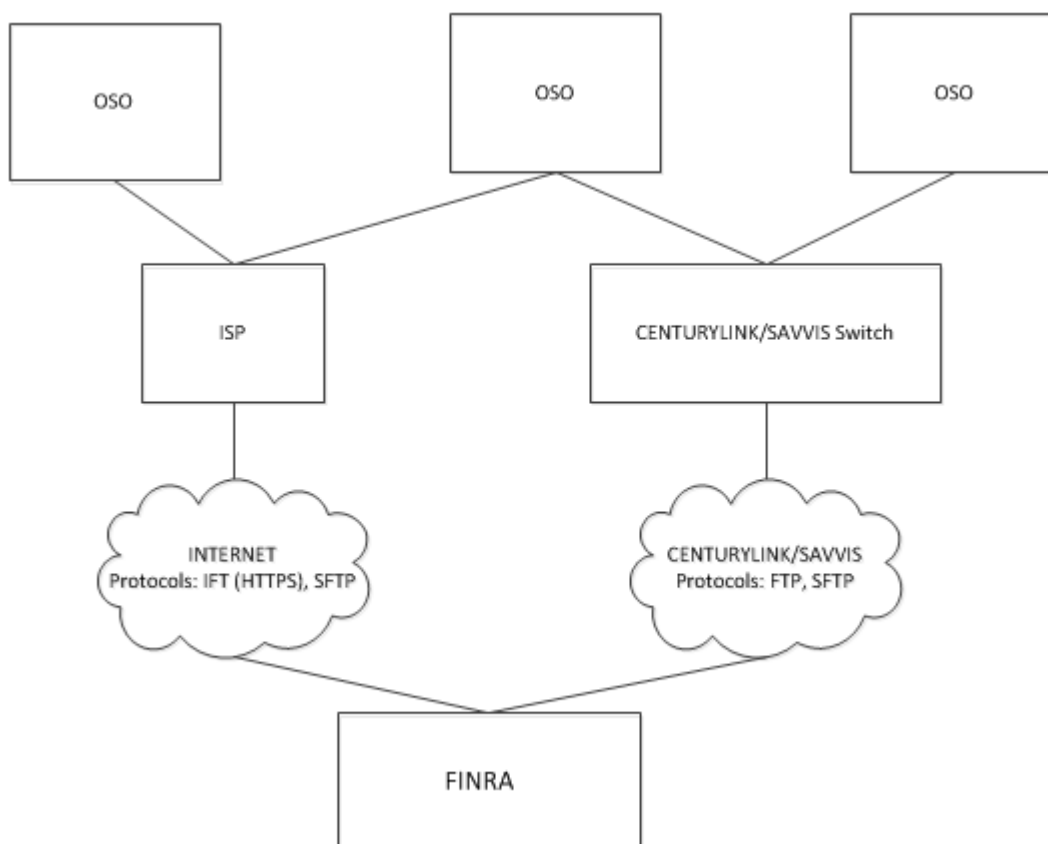 OSO
OSO
OSO
ISP
CENTURYLINK/SAVVIS Switch
INTERNET
Protocols: IFT (HTTPS), SFTP
CENTURYLINK/SAVVIS
Protocols: FTP, SFTP
FINRA